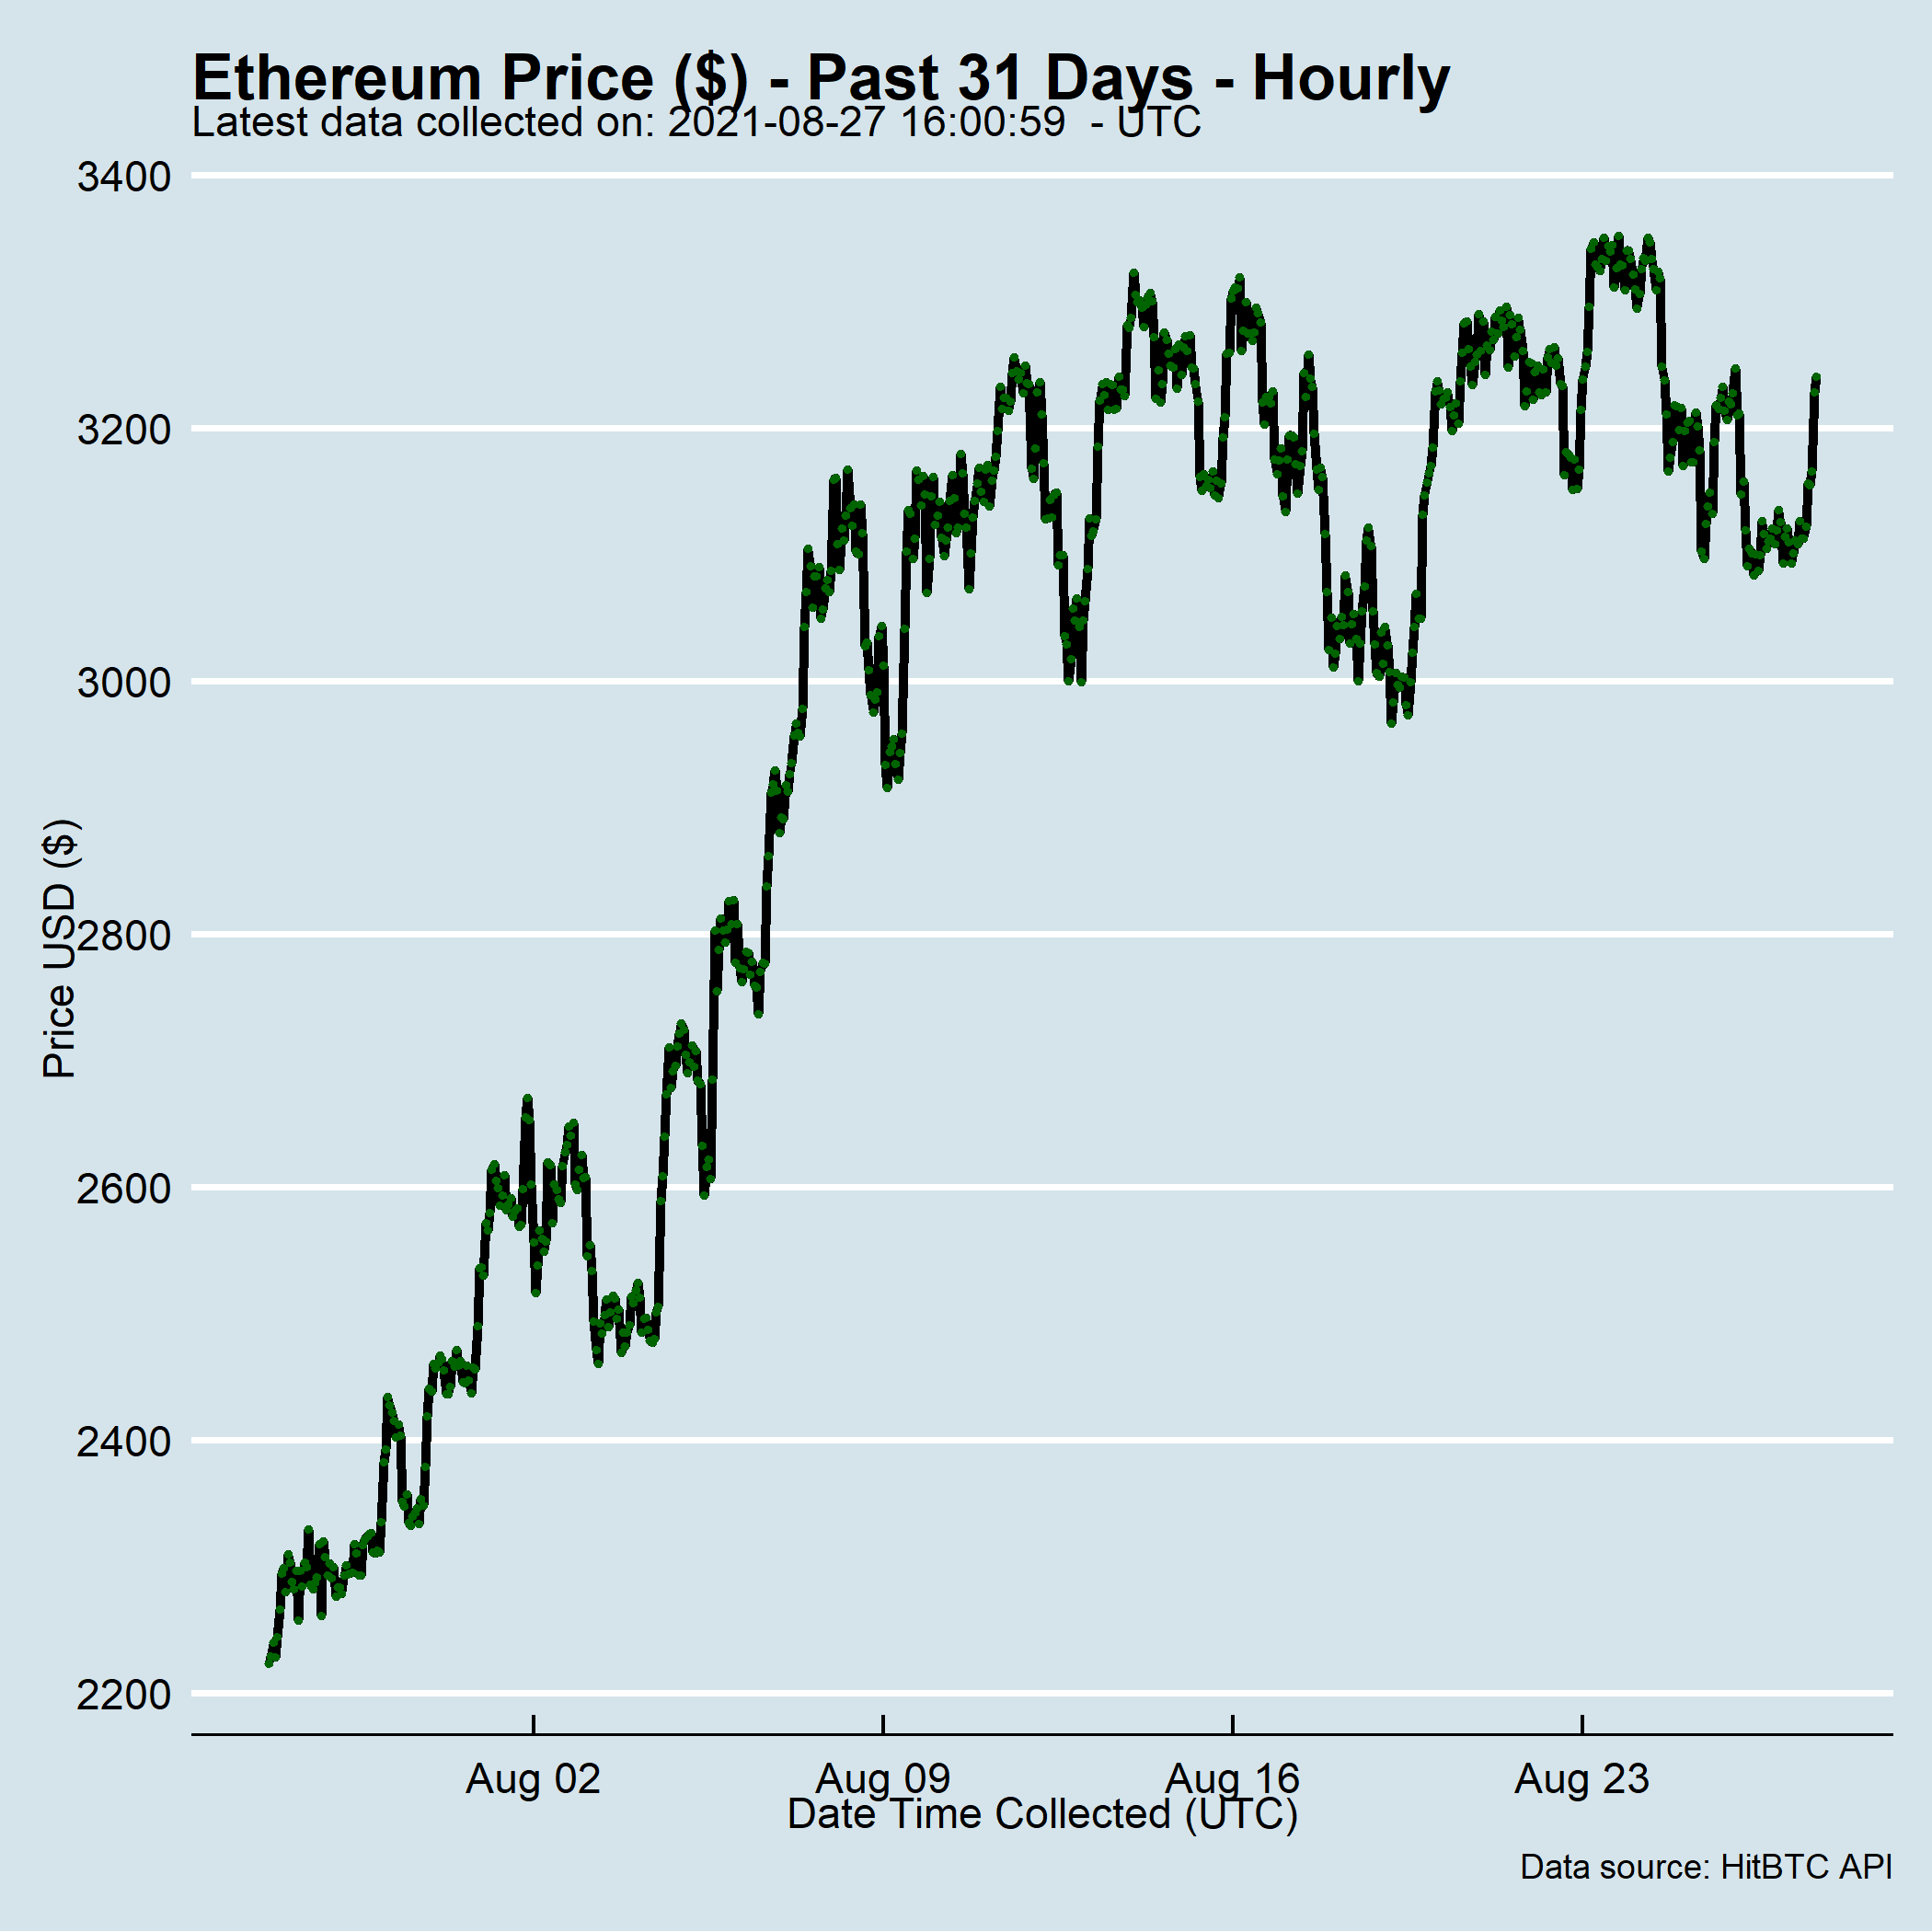 Ethereum Price ($) - Past 31 Days - Hourly
Latest data collected on: 2021-08-27 16:00:59  - UTC
3400
3200
3000
2800
2600
2400
2200
Price USD ($)
Aug 02
Aug 09
Aug 16
Aug 23
Date Time Collected (UTC)
Data source: HitBTC API